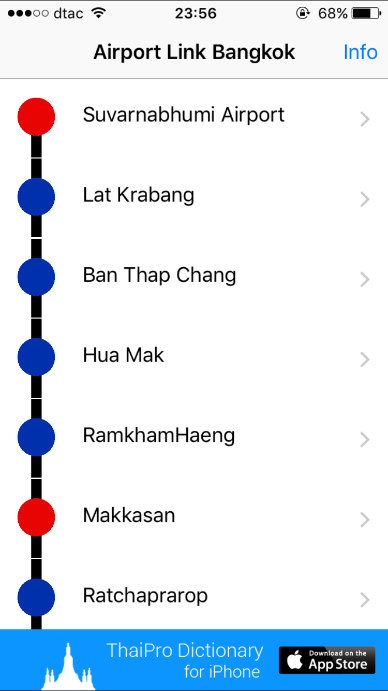 dtac 23:56 68%
Airport Link Bangkok Info
Suvarnabhumi Airport
Lat Krabang
Ban Thap Chang
Hua Mak
RamkhamHaeng
Makkasan
Ratchaprarop
ThaiPro Dictionary
for iPhone
Download on the
App Store